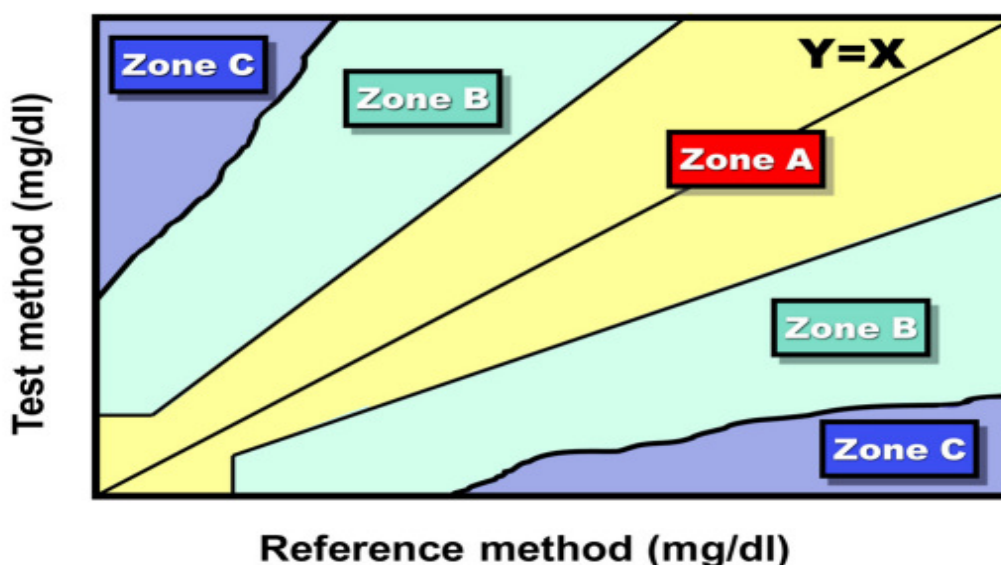 Zone C
Y=X
Zone B
Zone A
Zone B
Zone C
Test method (mg/dl)
Reference method (mg/dl)